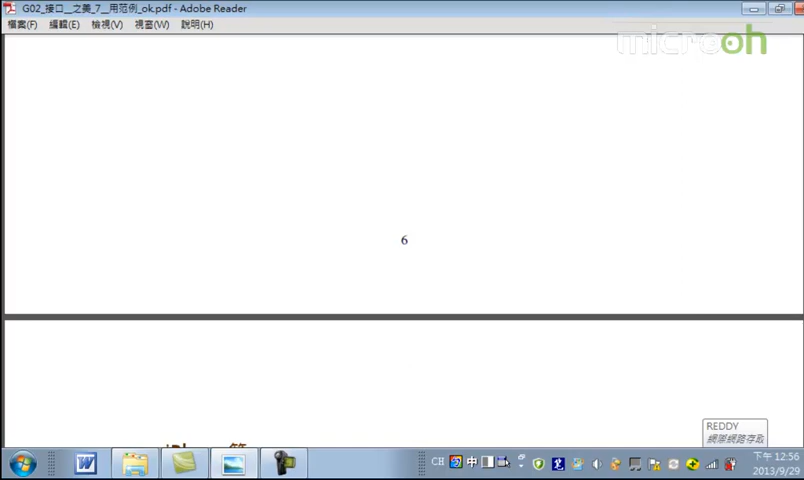 G02_接口__之美_7__用范例_ok.pdf - Adobe Reader
檔案(F) 編輯(E) 檢視(V) 視窗(W) 說明(H)
microoh
6
REDDY
網際網路存取
CH 中
下午 12:56
2013/9/29